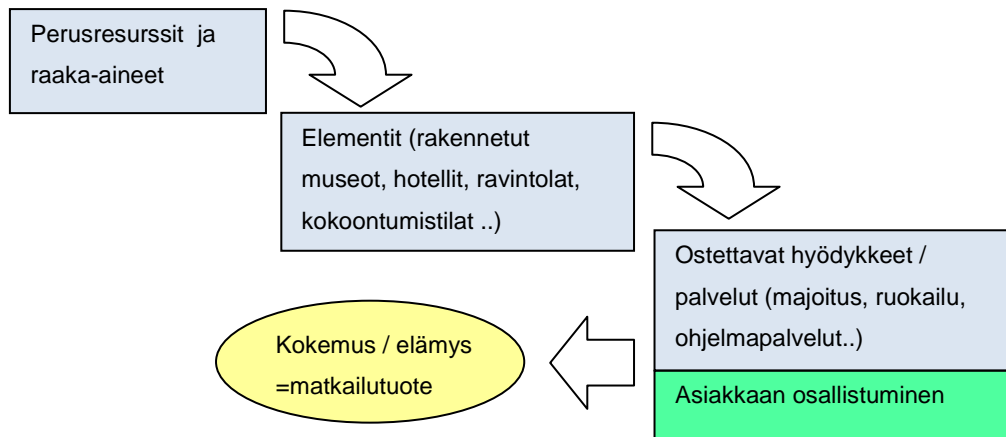 Perusresurssit ja
raaka-aineet
Elementit (rakennetut
museot, hotellit, ravintolat,
kokoontumistilat ..)
Ostettavat hyödykkeet /
palvelut (majoitus, ruokailu,
ohjelmapalvelut..)
Asiakkaan osallistuminen
Kokemus / elämys
=matkailutuote